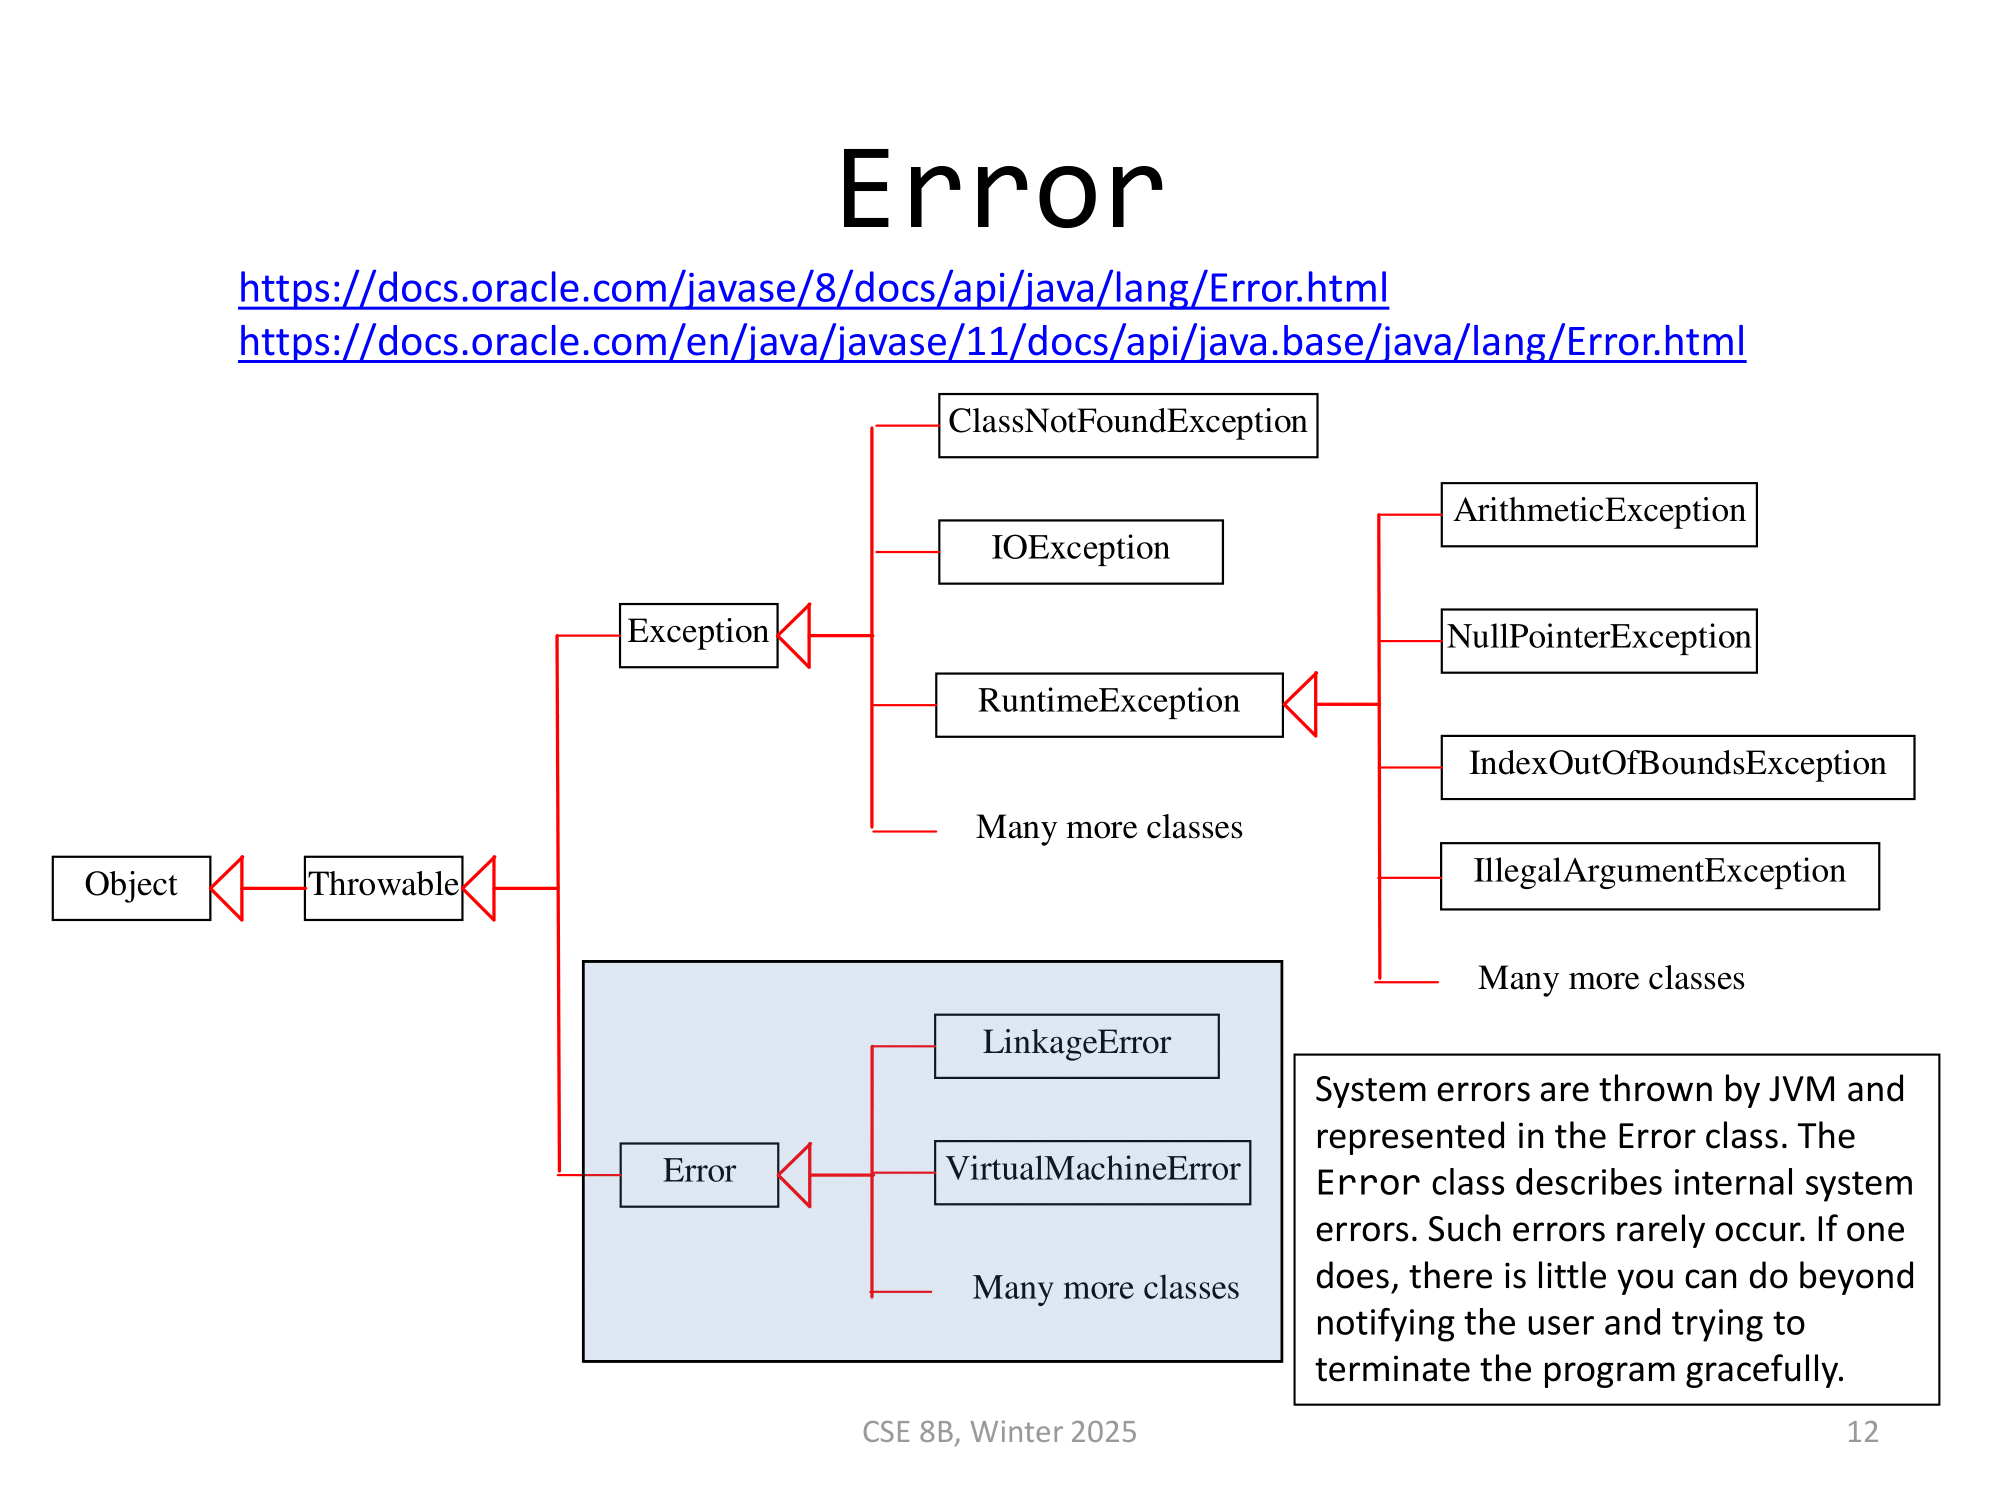 Error
https://docs.oracle.com/javase/8/docs/api/java/lang/Error.html
https://docs.oracle.com/en/java/javase/11/docs/api/java.base/java/lang/Error.html
ClassNotFoundException
ArithmeticException
IOException
Exception
NullPointerException
RuntimeException
IndexOutOfBoundsException
Many more classes
Object
Throwable
IllegalArgumentException
Many more classes
LinkageError
Error
VirtualMachineError
Many more classes
System errors are thrown by JVM and
represented in the Error class. The
Error class describes internal system
errors. Such errors rarely occur. If one
does, there is little you can do beyond
notifying the user and trying to
terminate the program gracefully.
CSE 8B, Winter 2025
12